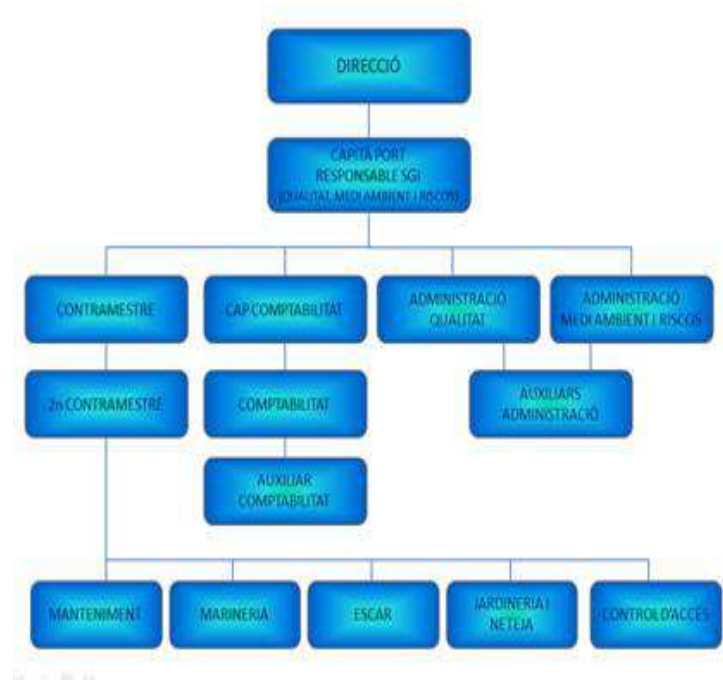 DIRECCIÓ
CAPITÀ PORT
RESPONSABLE SGI
(QUALITAT, MEDI AMBIENT I RISCOS)
CONTRAMESTRE
CAP COMPTABILITAT
ADMINISTRACIÓ
QUALITAT
ADMINISTRACIÓ
MEDI AMBIENT I RISCOS
2n CONTRAMESTRE
COMPTABILITAT
AUXILIARS
ADMINISTRACIÓ
AUXILIAR
COMPTABILITAT
MANTENIMENT
MARINERIA
ESCAR
JARDINERIA I
NETEJA
CONTROL D'ACCÉS